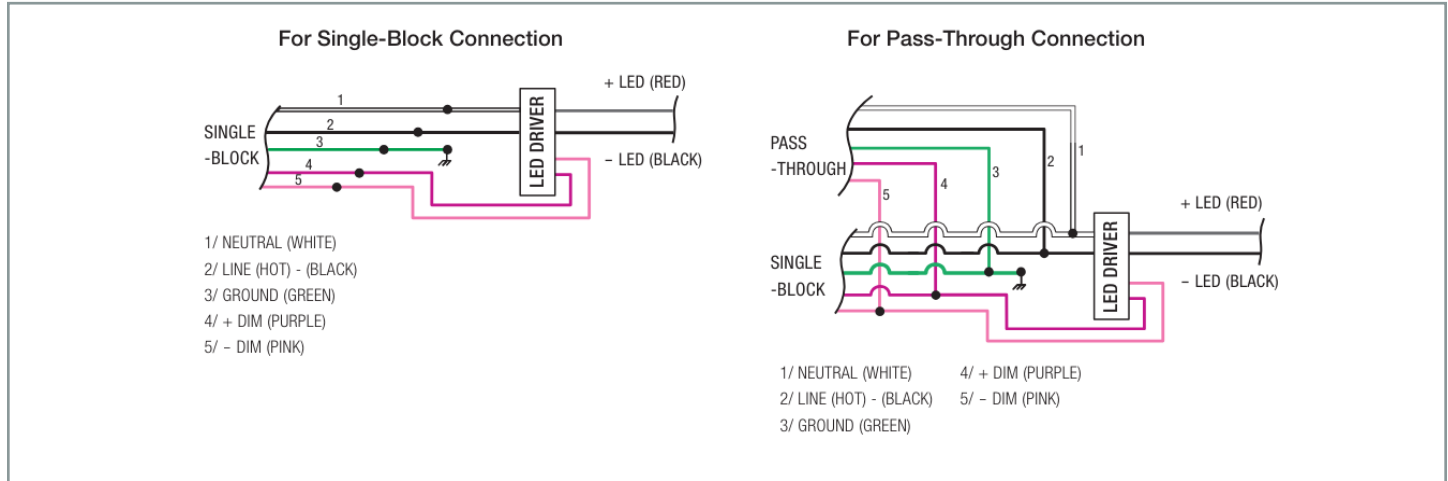 For Single-Block Connection
1
2
3
4
5
SINGLE
-BLOCK
LED DRIVER
+ LED (RED)
– LED (BLACK)
1/ NEUTRAL (WHITE)
2/ LINE (HOT) - (BLACK)
3/ GROUND (GREEN)
4/ + DIM (PURPLE)
5/ – DIM (PINK)
For Pass-Through Connection
PASS
-THROUGH
5
4
3
2
1
SINGLE
-BLOCK
LED DRIVER
+ LED (RED)
– LED (BLACK)
1/ NEUTRAL (WHITE)
2/ LINE (HOT) - (BLACK)
3/ GROUND (GREEN)
4/ + DIM (PURPLE)
5/ – DIM (PINK)